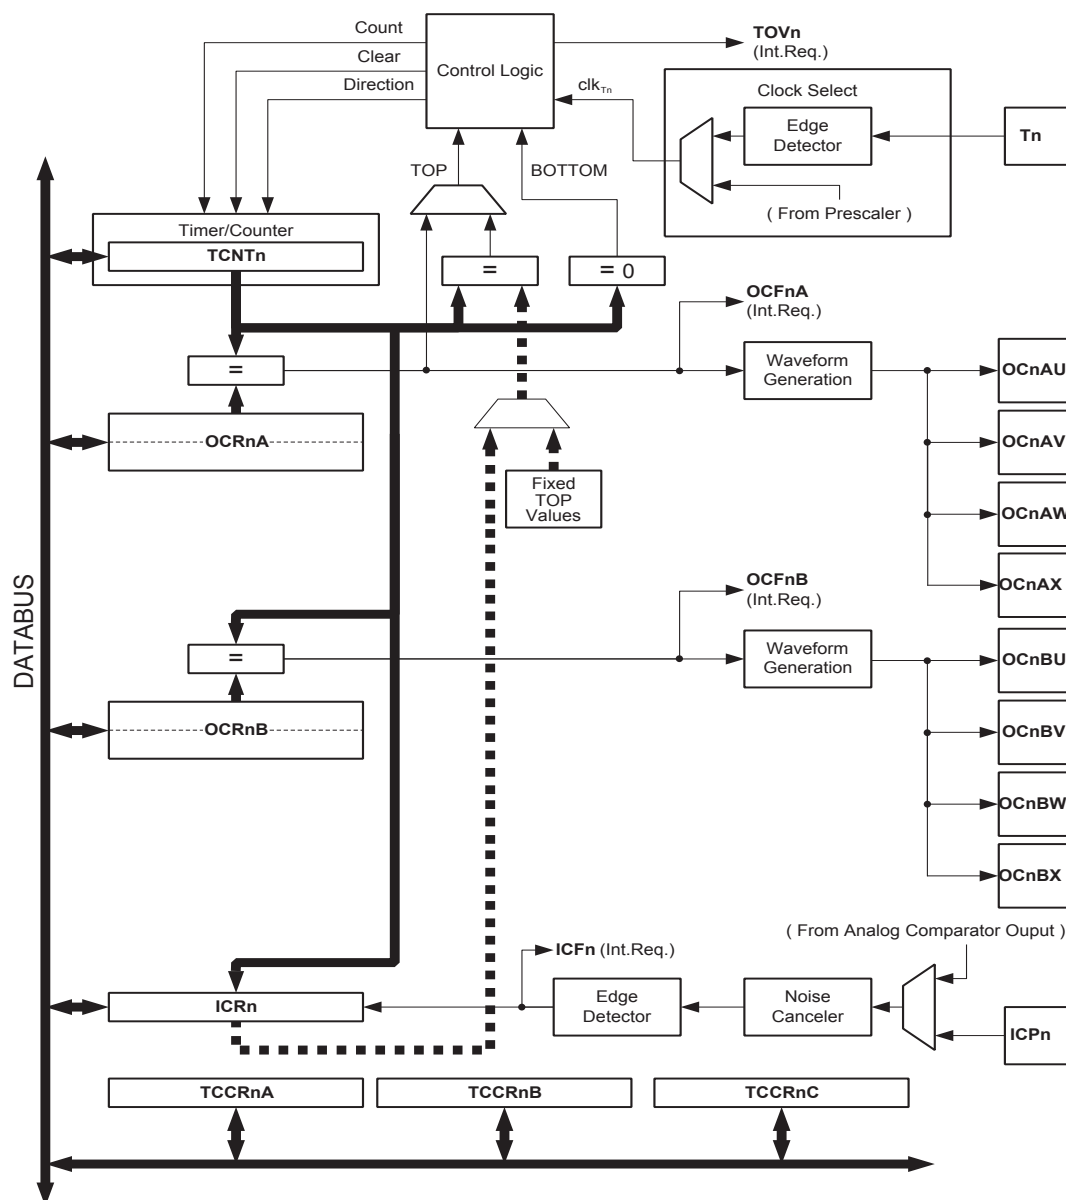 Count
Clear
Direction
Control Logic
TOVn
(Int.Req.)
clkTn
Clock Select
Edge
Detector
Tn
( From Prescaler )
TOP
BOTTOM
Timer/Counter
TCNTn
=
= 0
OCFnA
(Int.Req.)
=
Waveform
Generation
OCnAU
OCRnA
OCnAV
Fixed
TOP
Values
OCnAW
OCnAX
DATABUS
OCFnB
(Int.Req.)
=
Waveform
Generation
OCnBU
OCRnB
OCnBV
OCnBW
OCnBX
( From Analog Comparator Ouput )
ICFn (Int.Req.)
ICRn
Edge
Detector
Noise
Canceler
ICPn
TCCRnA
TCCRnB
TCCRnC